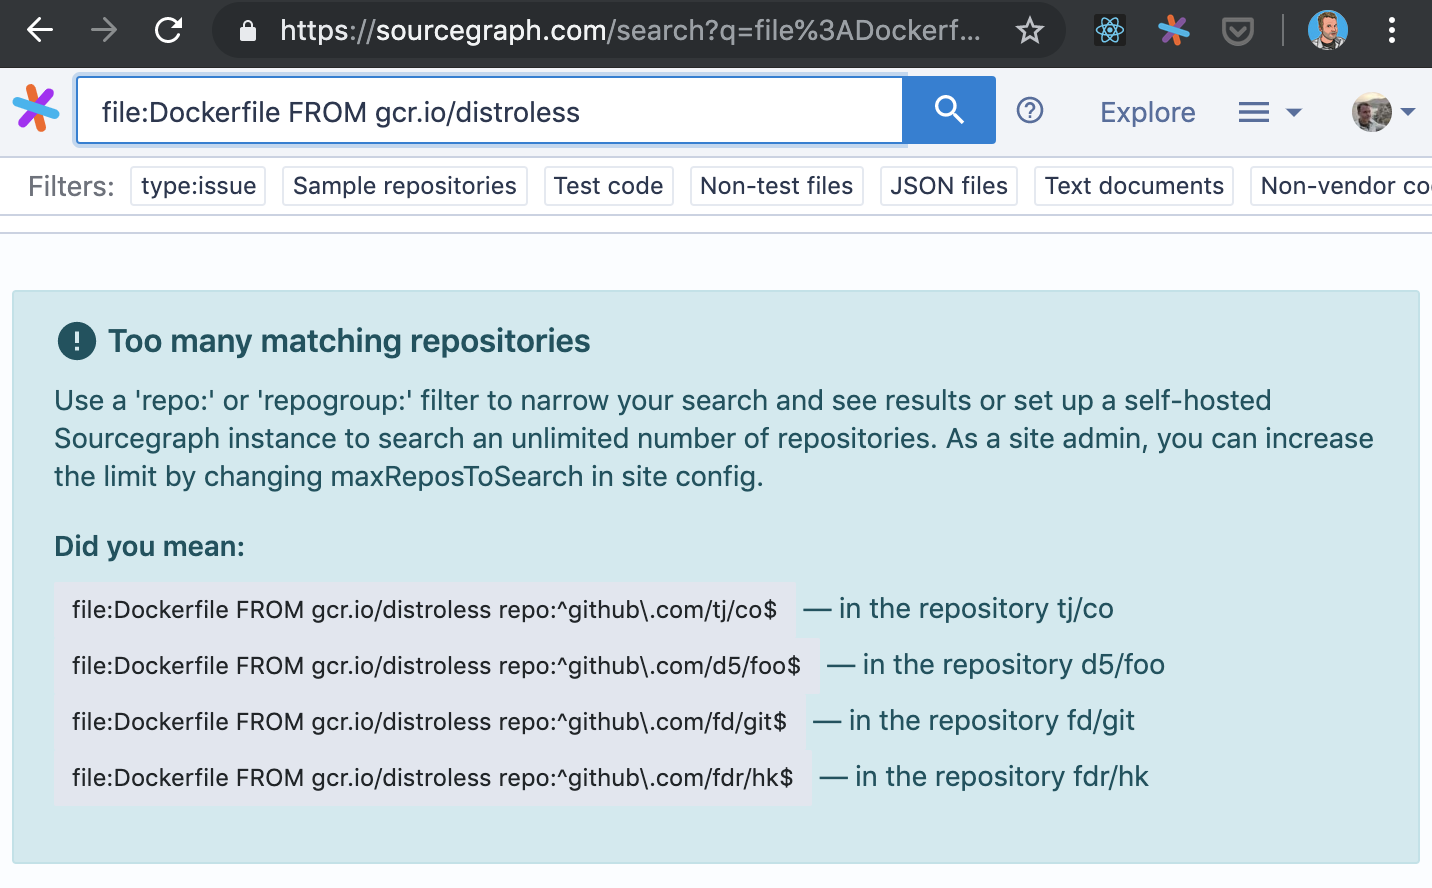 https://sourcegraph.com/search?q=file%3ADockerf...
file:Dockerfile FROM gcr.io/distroless
Explore
Filters: type:issue Sample repositories Test code Non-test files JSON files Text documents Non-vendor co
Too many matching repositories
Use a 'repo:' or 'repogroup:' filter to narrow your search and see results or set up a self-hosted
Sourcegraph instance to search an unlimited number of repositories. As a site admin, you can increase
the limit by changing maxReposToSearch in site config.
Did you mean:
file:Dockerfile FROM gcr.io/distroless repo:^github\.com/tj/co$ — in the repository tj/co
file:Dockerfile FROM gcr.io/distroless repo:^github\.com/d5/foo$ — in the repository d5/foo
file:Dockerfile FROM gcr.io/distroless repo:^github\.com/fd/git$ — in the repository fd/git
file:Dockerfile FROM gcr.io/distroless repo:^github\.com/fdr/hk$ — in the repository fdr/hk